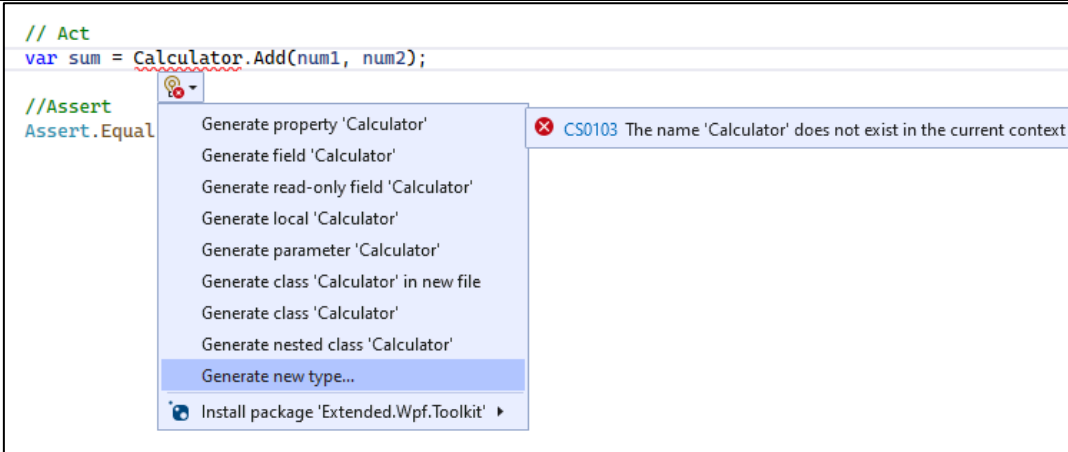 // Act
var sum = Calculator.Add(num1, num2);
//Assert
Assert.Equal
Generate property 'Calculator'
CS0103 The name 'Calculator' does not exist in the current context
Generate field 'Calculator'
Generate read-only field 'Calculator'
Generate local 'Calculator'
Generate parameter 'Calculator'
Generate class 'Calculator' in new file
Generate class 'Calculator'
Generate nested class 'Calculator'
Generate new type...
Install package 'Extended.Wpf.Toolkit'